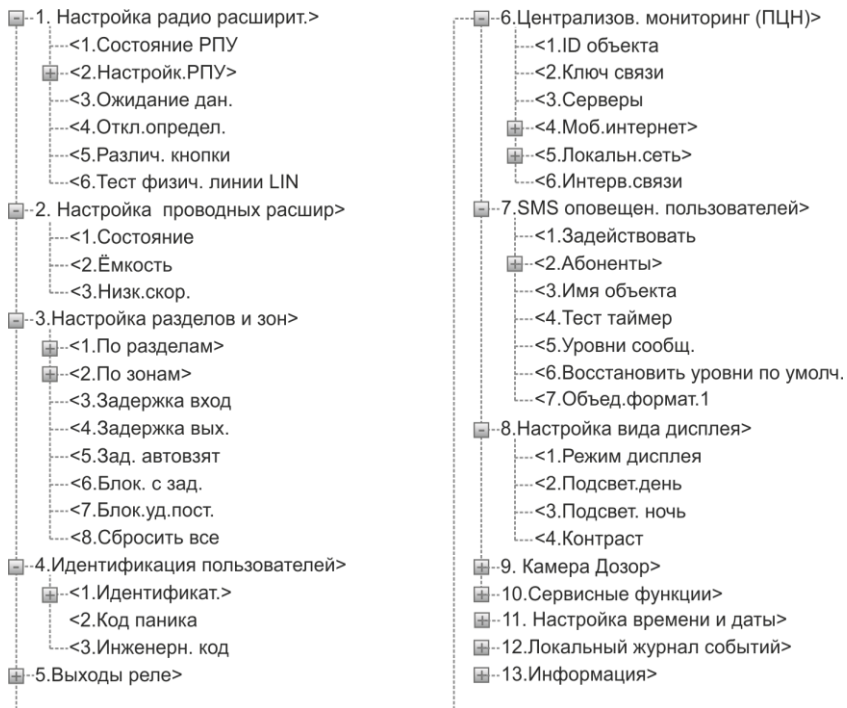 1. Настройка радио расширит.>
<1.Состояние РПУ
<2.Настройк.РПУ>
<3.Ожидание дан.
<4.Откл.определ.
<5.Различ. кнопки
<6.Тест физич. линии LIN
2. Настройка проводных расшир>
<1.Состояние
<2.Ёмкость
<3.Низк.скор.
3.Настройка разделов и зон>
<1.По разделам>
<2.По зонам>
<3.Задержка вход
<4.Задержка вых.
<5.Зад. автовзят
<6.Блок. с зад.
<7.Блок.уд.пост.
<8.Сбросить все
4.Идентификация пользователей>
<1.Идентификат.>
<2.Код паника
<3.Инженерн. код
5.Выходы реле>
6.Централизов. мониторинг (ПЦН)>
<1.ID объекта
<2.Ключ связи
<3.Серверы
<4.Моб.интернет>
<5.Локальн.сеть>
<6.Интерв.связи
7.SMS оповещен. пользователей>
<1.Задействовать
<2.Абоненты>
<3.Имя объекта
<4.Тест таймер
<5.Уровни сообщ.
<6.Восстановить уровни по умолч.
<7.Объед.формат.1
8.Настройка вида дисплея>
<1.Режим дисплея
<2.Подсвет.день
<3.Подсвет. ночь
<4.Контраст
9. Камера Дозор>
10.Сервисные функции>
11. Настройка времени и даты>
12.Локальный журнал событий>
13.Информация>